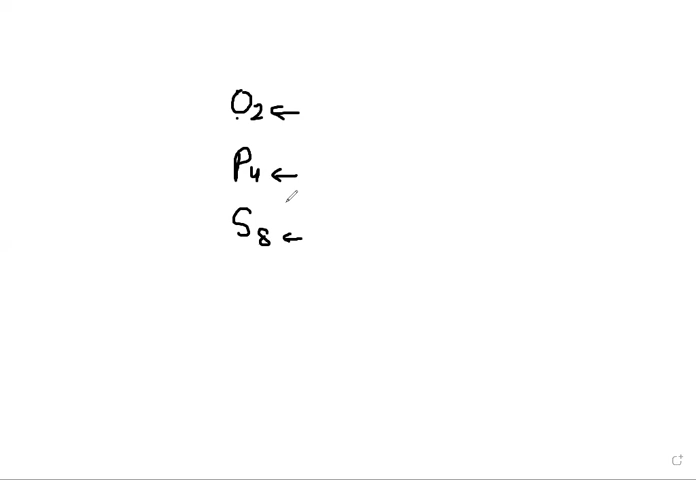 O₂ ←
P₄ ←
S₈ ←